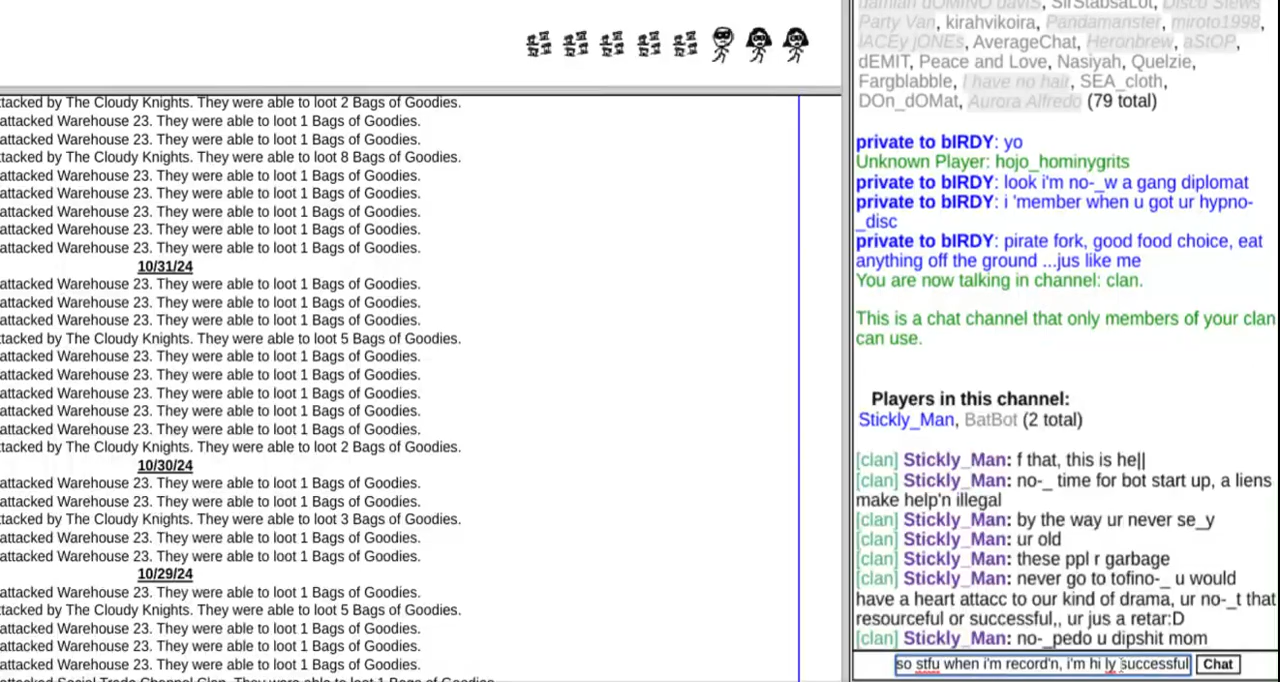 ttacked by The Cloudy Knights. They were able to loot 2 Bags of Goodies.
attacked Warehouse 23. They were able to loot 1 Bags of Goodies.
attacked Warehouse 23. They were able to loot 1 Bags of Goodies.
ttacked by The Cloudy Knights. They were able to loot 8 Bags of Goodies.
attacked Warehouse 23. They were able to loot 1 Bags of Goodies.
attacked Warehouse 23. They were able to loot 1 Bags of Goodies.
attacked Warehouse 23. They were able to loot 1 Bags of Goodies.
attacked Warehouse 23. They were able to loot 1 Bags of Goodies.
attacked Warehouse 23. They were able to loot 1 Bags of Goodies.
10/31/24
attacked Warehouse 23. They were able to loot 1 Bags of Goodies.
attacked Warehouse 23. They were able to loot 1 Bags of Goodies.
attacked Warehouse 23. They were able to loot 1 Bags of Goodies.
ttacked by The Cloudy Knights. They were able to loot 5 Bags of Goodies.
attacked Warehouse 23. They were able to loot 1 Bags of Goodies.
attacked Warehouse 23. They were able to loot 1 Bags of Goodies.
attacked Warehouse 23. They were able to loot 1 Bags of Goodies.
attacked Warehouse 23. They were able to loot 1 Bags of Goodies.
attacked Warehouse 23. They were able to loot 1 Bags of Goodies.
ttacked by The Cloudy Knights. They were able to loot 2 Bags of Goodies.
10/30/24
attacked Warehouse 23. They were able to loot 1 Bags of Goodies.
attacked Warehouse 23. They were able to loot 1 Bags of Goodies.
ttacked by The Cloudy Knights. They were able to loot 3 Bags of Goodies.
attacked Warehouse 23. They were able to loot 1 Bags of Goodies.
attacked Warehouse 23. They were able to loot 1 Bags of Goodies.
10/29/24
attacked Warehouse 23. They were able to loot 1 Bags of Goodies.
ttacked by The Cloudy Knights. They were able to loot 5 Bags of Goodies.
attacked Warehouse 23. They were able to loot 1 Bags of Goodies.
attacked Warehouse 23. They were able to loot 1 Bags of Goodies.
attacked Warehouse 23. They were able to loot 1 Bags of Goodies.
attacked Social Trade Channel Clan. They were able to loot 1 Bags of Goodies.
damian dOMINO davis, SirStabsaLot, Disco Stews
Party Van, kirahvikoira, Pandamanster, miroto1998,
lACEy jONEs, AverageChat, Heronbrew, aStOP,
dEMIT, Peace and Love, Nasiyah, Quelzie,
Fargblabble, I have no hair, SEA_cloth,
DOn_dOMat, Aurora Alfredo (79 total)
private to bIRDY: yo
Unknown Player: hojo_hominygrits
private to bIRDY: look i'm no-_w a gang diplomat
private to bIRDY: i 'member when u got ur hypno-
_disc
private to bIRDY: pirate fork, good food choice, eat
anything off the ground ...jus like me
You are now talking in channel: clan.
This is a chat channel that only members of your clan
can use.
Players in this channel:
Stickly_Man, BatBot (2 total)
[clan] Stickly_Man: f that, this is he||
[clan] Stickly_Man: no-_ time for bot start up, a liens
make help'n illegal
[clan] Stickly_Man: by the way ur never se_y
[clan] Stickly_Man: ur old
[clan] Stickly_Man: these ppl r garbage
[clan] Stickly_Man: never go to tofino-_ u would
have a heart attacc to our kind of drama, ur no-_t that
resourceful or successful,, ur jus a retar:D
[clan] Stickly_Man: no-_pedo u dipshit mom
so stfu when i'm record'n, i'm hi ly successful
Chat